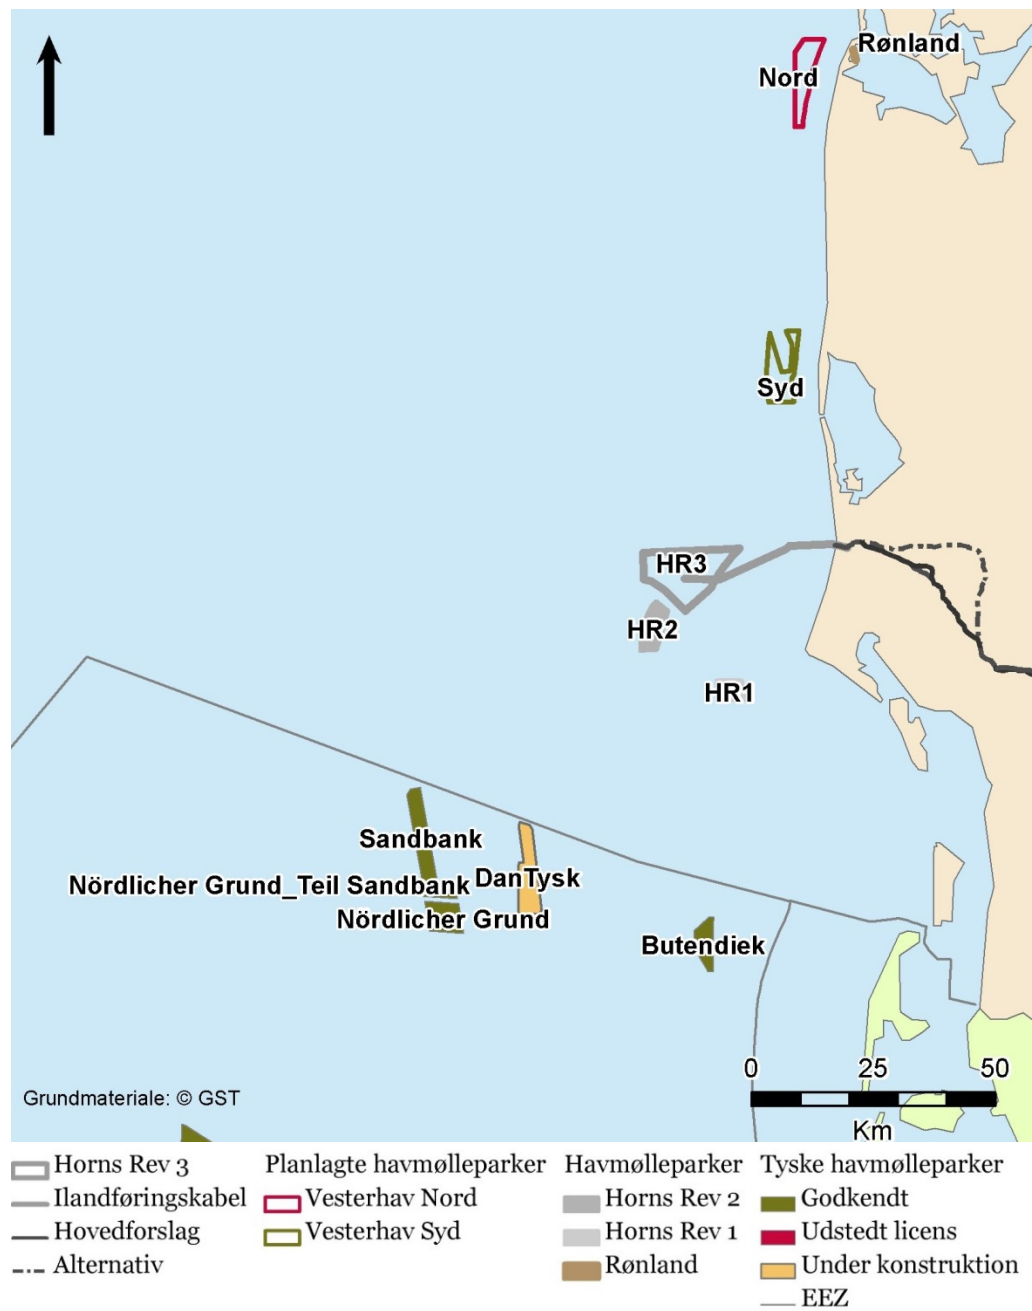 Rønland
Nord
Syd
HR3
HR2
HR1
Sandbank
Nördlicher Grund_Teil Sandbank
DanTysk
Nördlicher Grund
Butendiek
0 25 50
Km
Grundmateriale: © GST
Horns Rev 3 Planlagte havmølleparker Havmølleparker Tyske havmølleparker
Ilandføringskabel Vesterhav Nord Horns Rev 2 Godkendt
Hovedforslag Vesterhav Syd Horns Rev 1 Udstedt licens
Alternativ Rønland Under konstruktion
EEZ